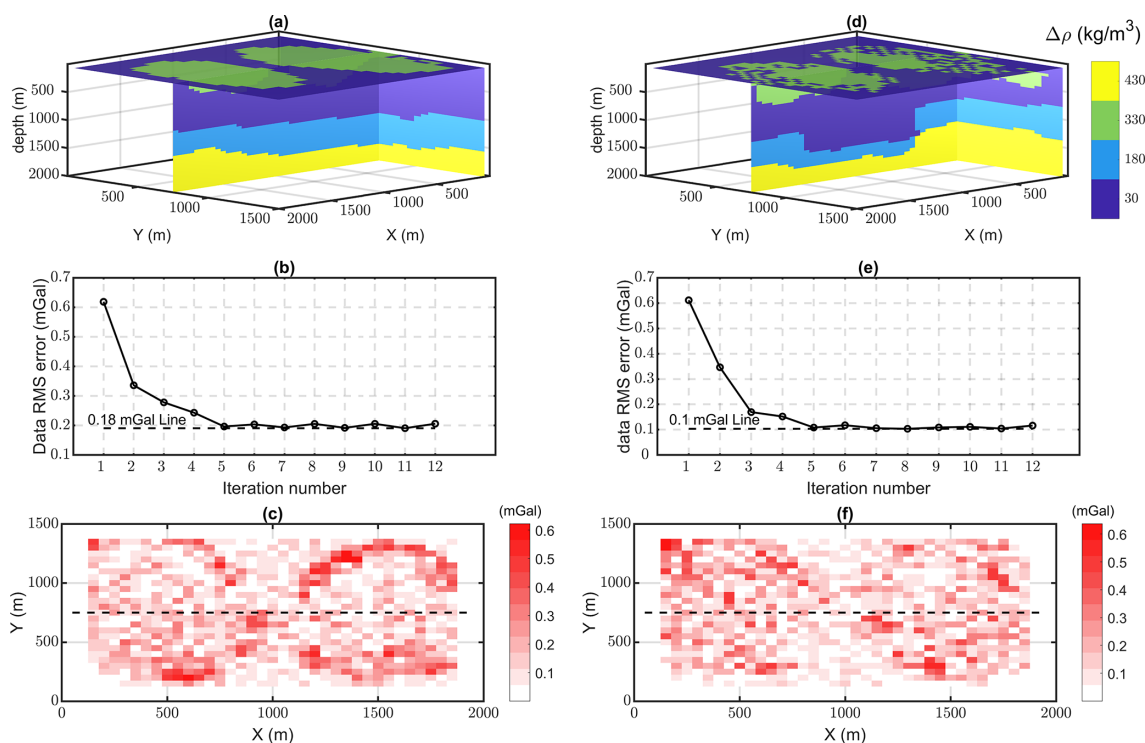 (a)
(d)
Δρ (kg/m³)
depth (m)
500
1000
1500
2000
500
1000
1500
2000
1500
1000
500
Y (m)
X (m)
depth (m)
500
1000
1500
2000
500
1000
1500
2000
1500
1000
500
Y (m)
X (m)
430
330
180
30
(b)
Data RMS error (mGal)
0.7
0.6
0.5
0.4
0.3
0.2
0.1
0.18 mGal Line
1 2 3 4 5 6 7 8 9 10 11 12
Iteration number
(e)
data RMS error (mGal)
0.7
0.6
0.5
0.4
0.3
0.2
0.1
0
0.1 mGal Line
1 2 3 4 5 6 7 8 9 10 11 12
Iteration number
(c)
(mGal)
Y (m)
1500
1000
500
0
0 500 1000 1500 2000
X (m)
0.6
0.5
0.4
0.3
0.2
0.1
(f)
(mGal)
Y (m)
1500
1000
500
0
0 500 1000 1500 2000
X (m)
0.6
0.5
0.4
0.3
0.2
0.1